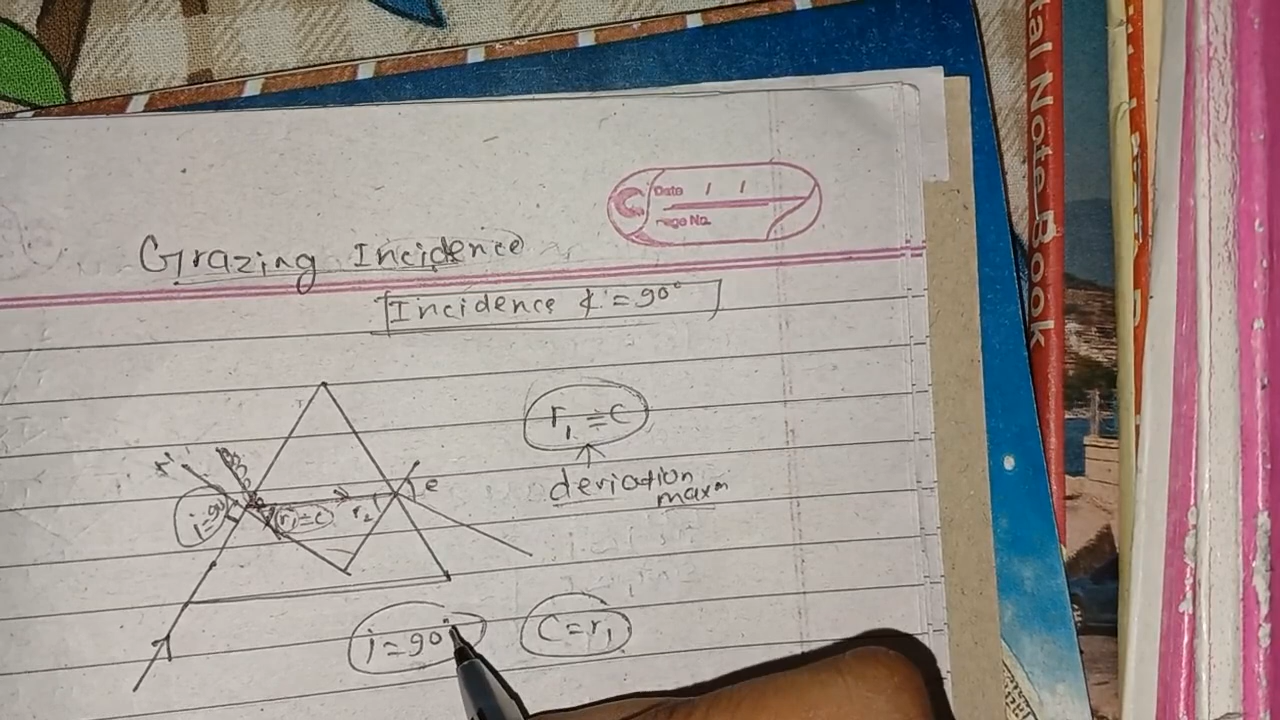 Date / /
Page No.
Grazing Incidence
Incidence ∠ i = 90°
r₁ = C
deviation
maxᵐ
i = 90
r₁ = c
r₂
e
i = 90°
C = r₁
tal Note Book